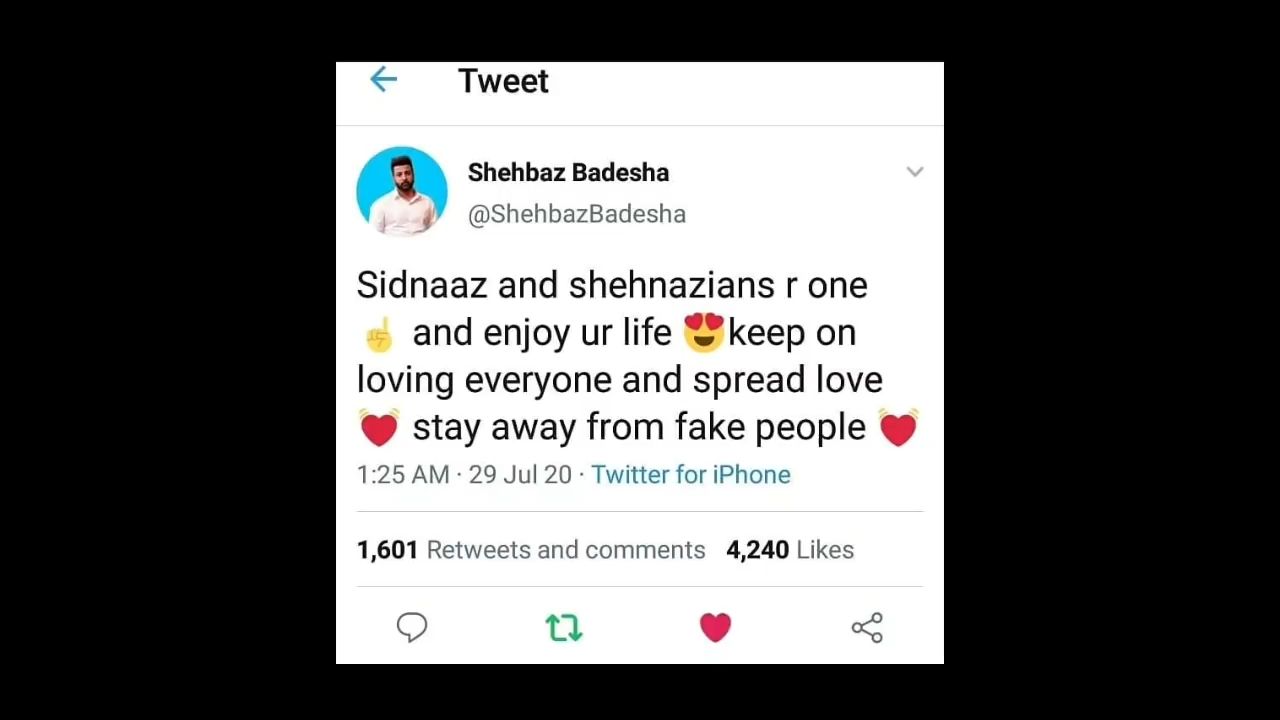 Tweet
Shehbaz Badesha
@ShehbazBadesha
Sidnaaz and shehnazians r one
☝ and enjoy ur life 😍keep on
loving everyone and spread love
💓 stay away from fake people 💓
1:25 AM · 29 Jul 20 · Twitter for iPhone
1,601 Retweets and comments 4,240 Likes